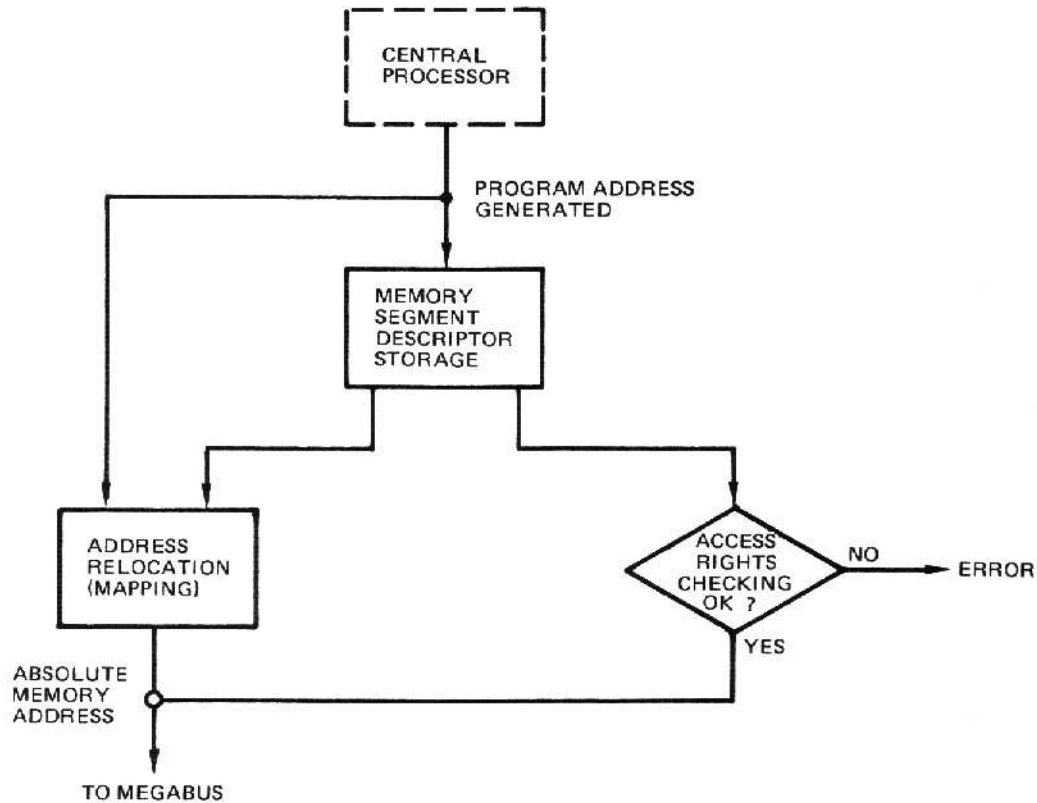 CENTRAL
PROCESSOR
PROGRAM ADDRESS
GENERATED
MEMORY
SEGMENT
DESCRIPTOR
STORAGE
ADDRESS
RELOCATION
(MAPPING)
ACCESS
RIGHTS
CHECKING
OK ?
NO
ERROR
YES
ABSOLUTE
MEMORY
ADDRESS
TO MEGABUS